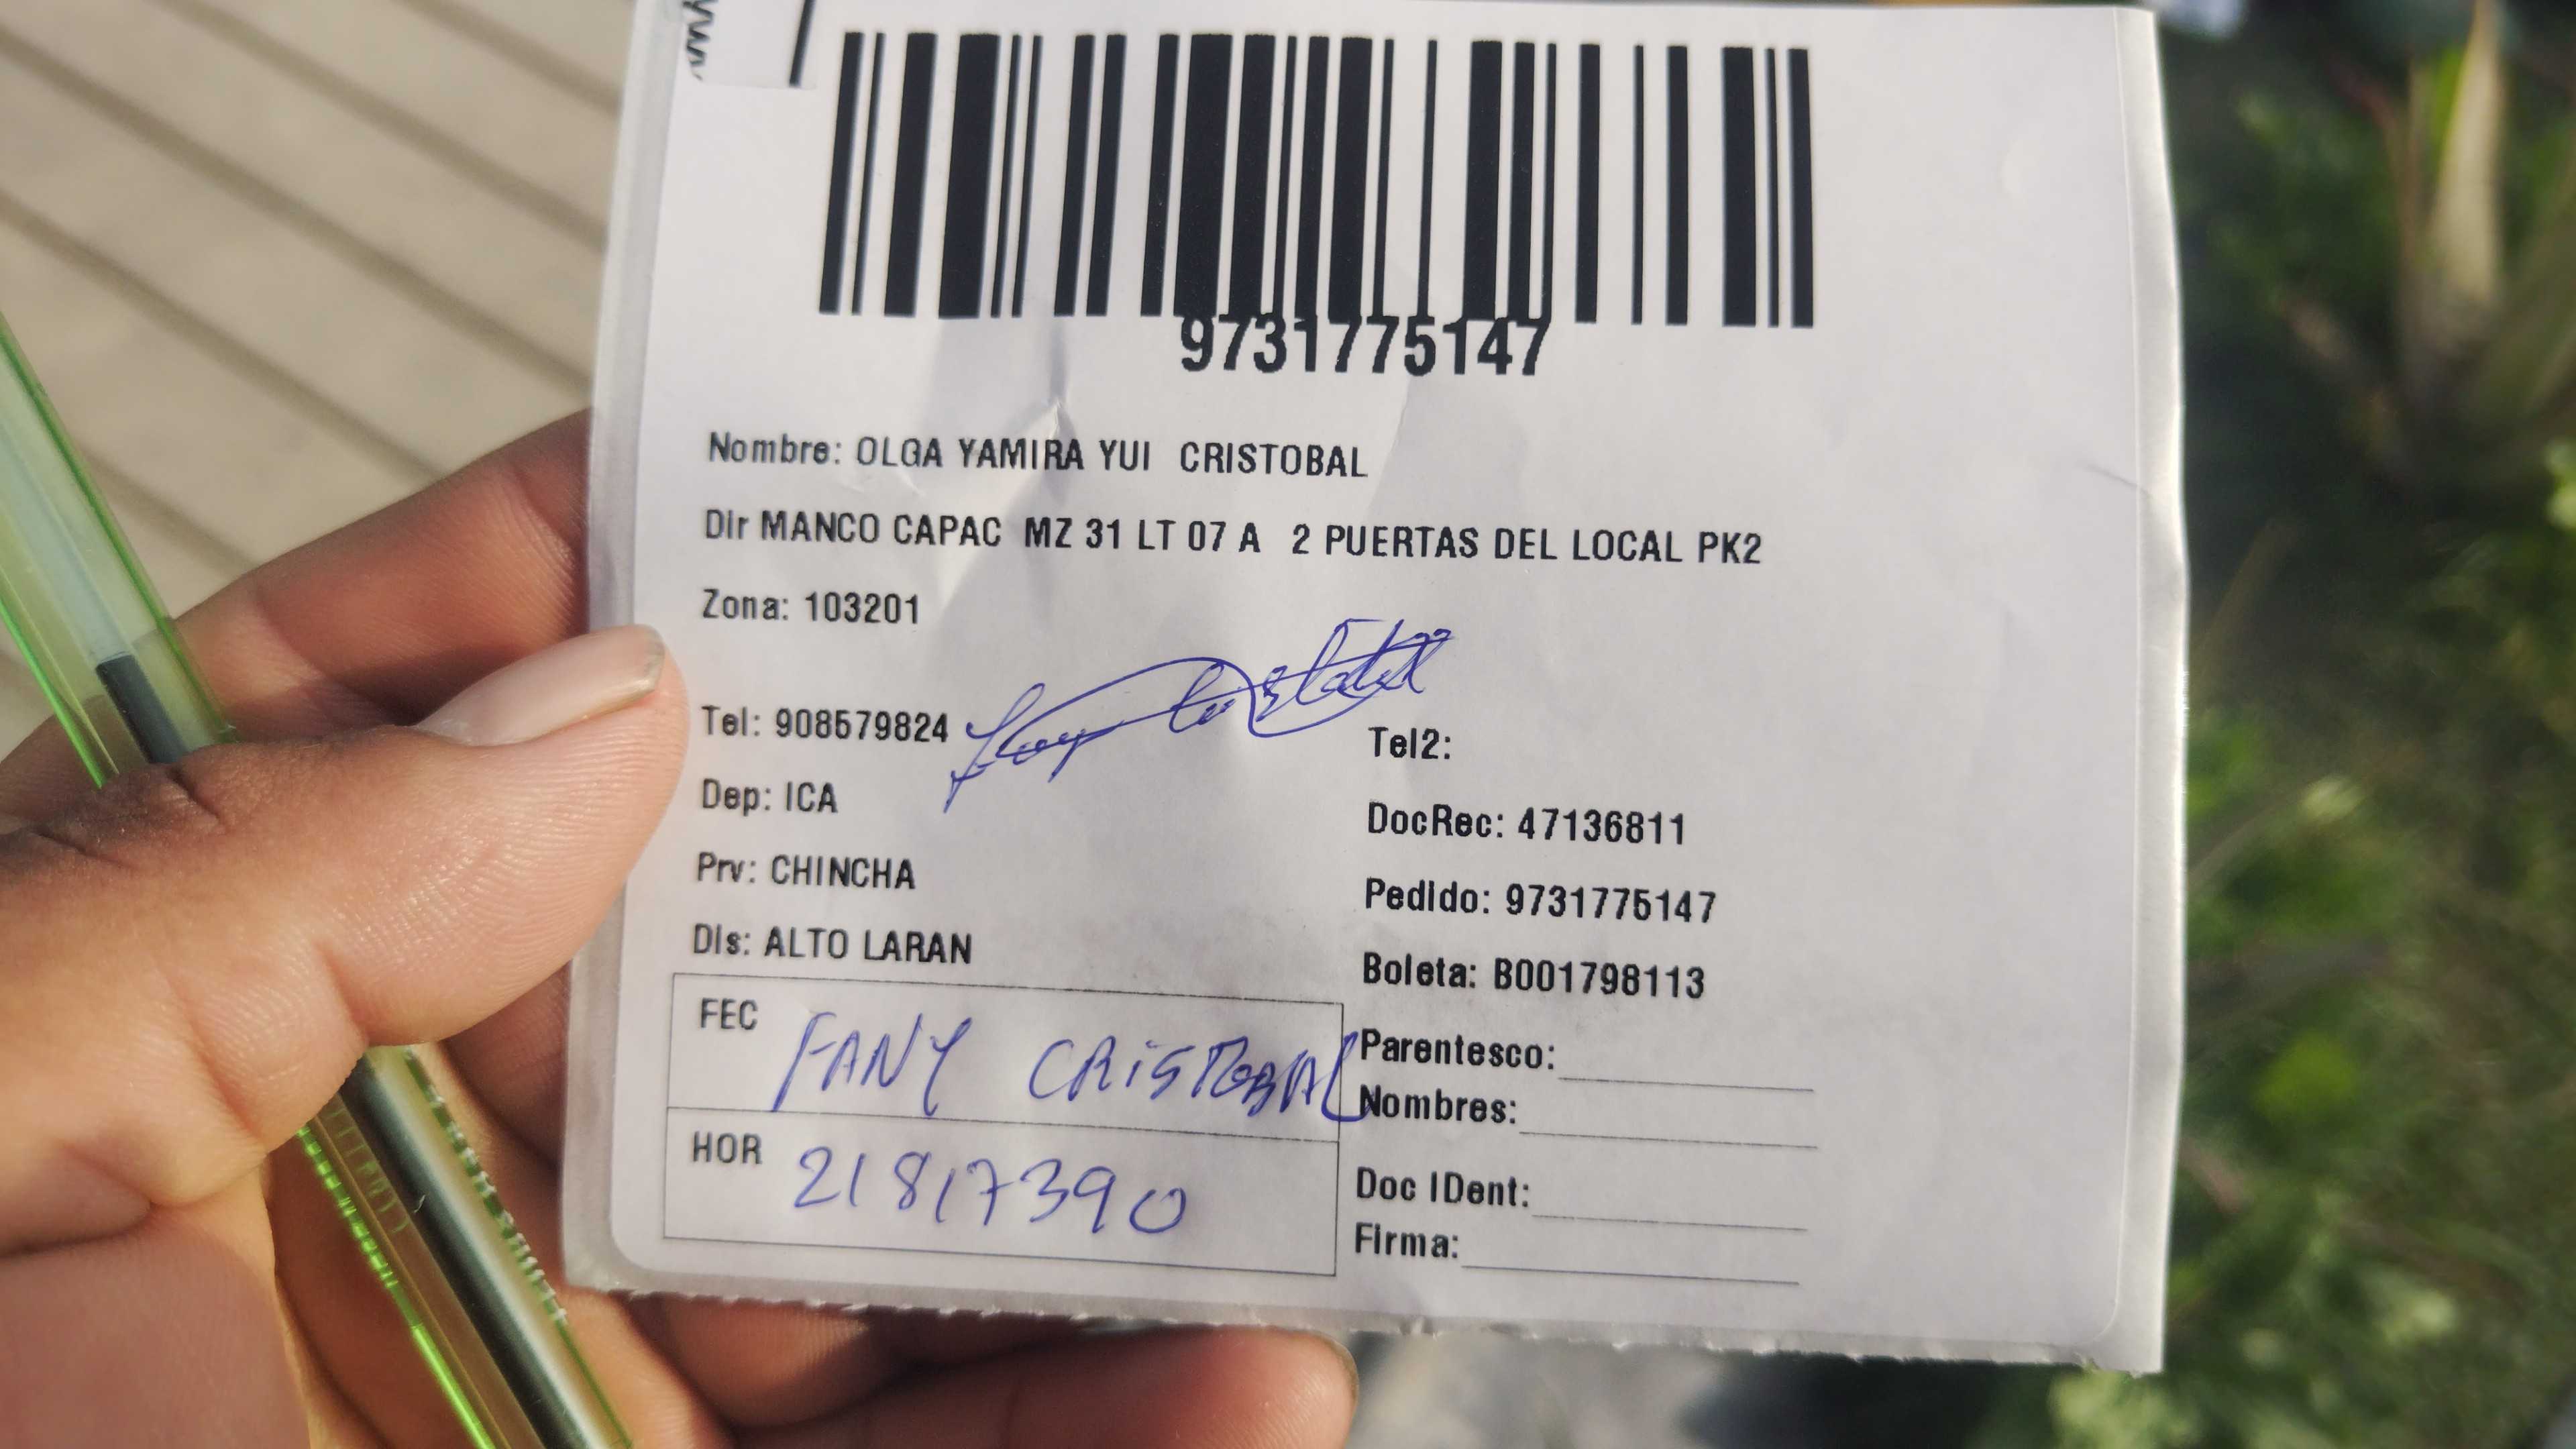 9731775147
Nombre: OLGA YAMIRA YUI CRISTOBAL
Dir MANCO CAPAC MZ 31 LT 07 A 2 PUERTAS DEL LOCAL PK2
Zona: 103201
Tel: 908579824
Tel2:
Dep: ICA
DocRec: 47136811
Prv: CHINCHA
Pedido: 9731775147
Dis: ALTO LARAN
Boleta: B001798113
FEC FANY CRISTOBAL
Parentesco:
Nombres:
HOR 21817390
Doc IDent:
Firma: